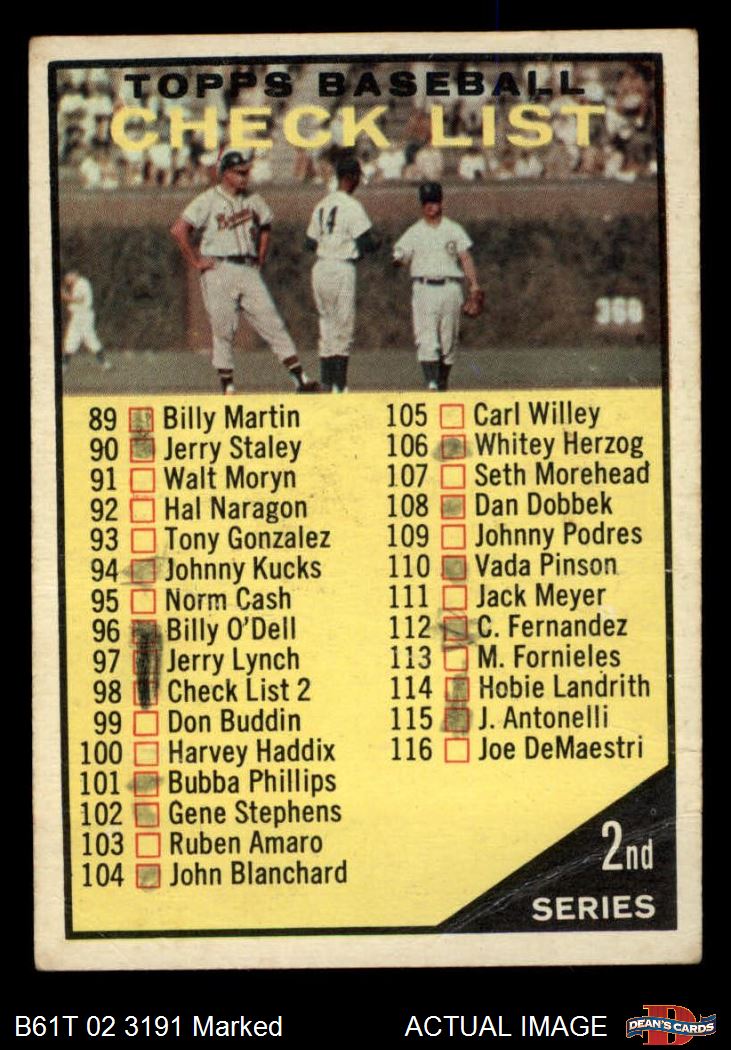 TOPPS BASEBALL
CHECK LIST
14
360
89 Billy Martin
90 Jerry Staley
91 Walt Moryn
92 Hal Naragon
93 Tony Gonzalez
94 Johnny Kucks
95 Norm Cash
96 Billy O'Dell
97 Jerry Lynch
98 Check List 2
99 Don Buddin
100 Harvey Haddix
101 Bubba Phillips
102 Gene Stephens
103 Ruben Amaro
104 John Blanchard
105 Carl Willey
106 Whitey Herzog
107 Seth Morehead
108 Dan Dobbek
109 Johnny Podres
110 Vada Pinson
111 Jack Meyer
112 C. Fernandez
113 M. Fornieles
114 Hobie Landrith
115 J. Antonelli
116 Joe DeMaestri
2nd
SERIES
B61T 02 3191 Marked
ACTUAL IMAGE
DEAN'S CARDS